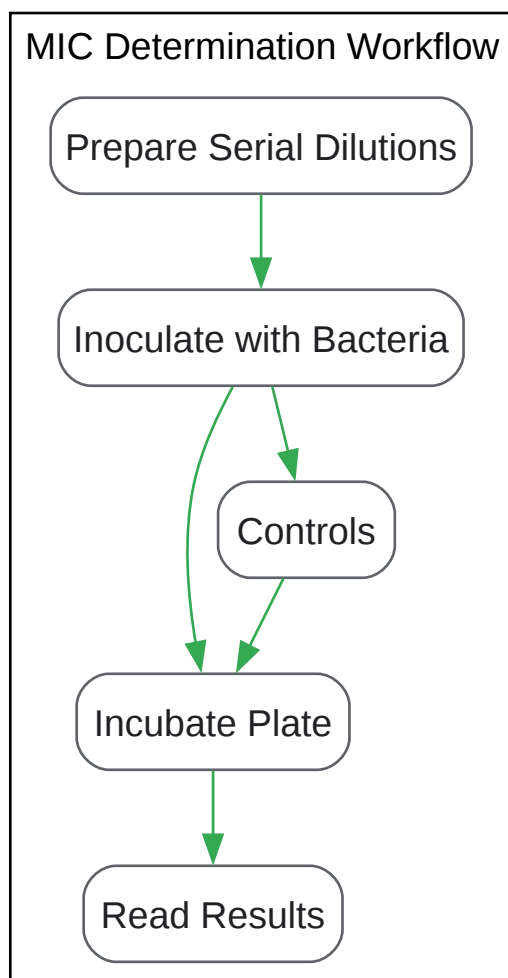 MIC Determination Workflow
Prepare Serial Dilutions
Inoculate with Bacteria
Controls
Incubate Plate
Read Results